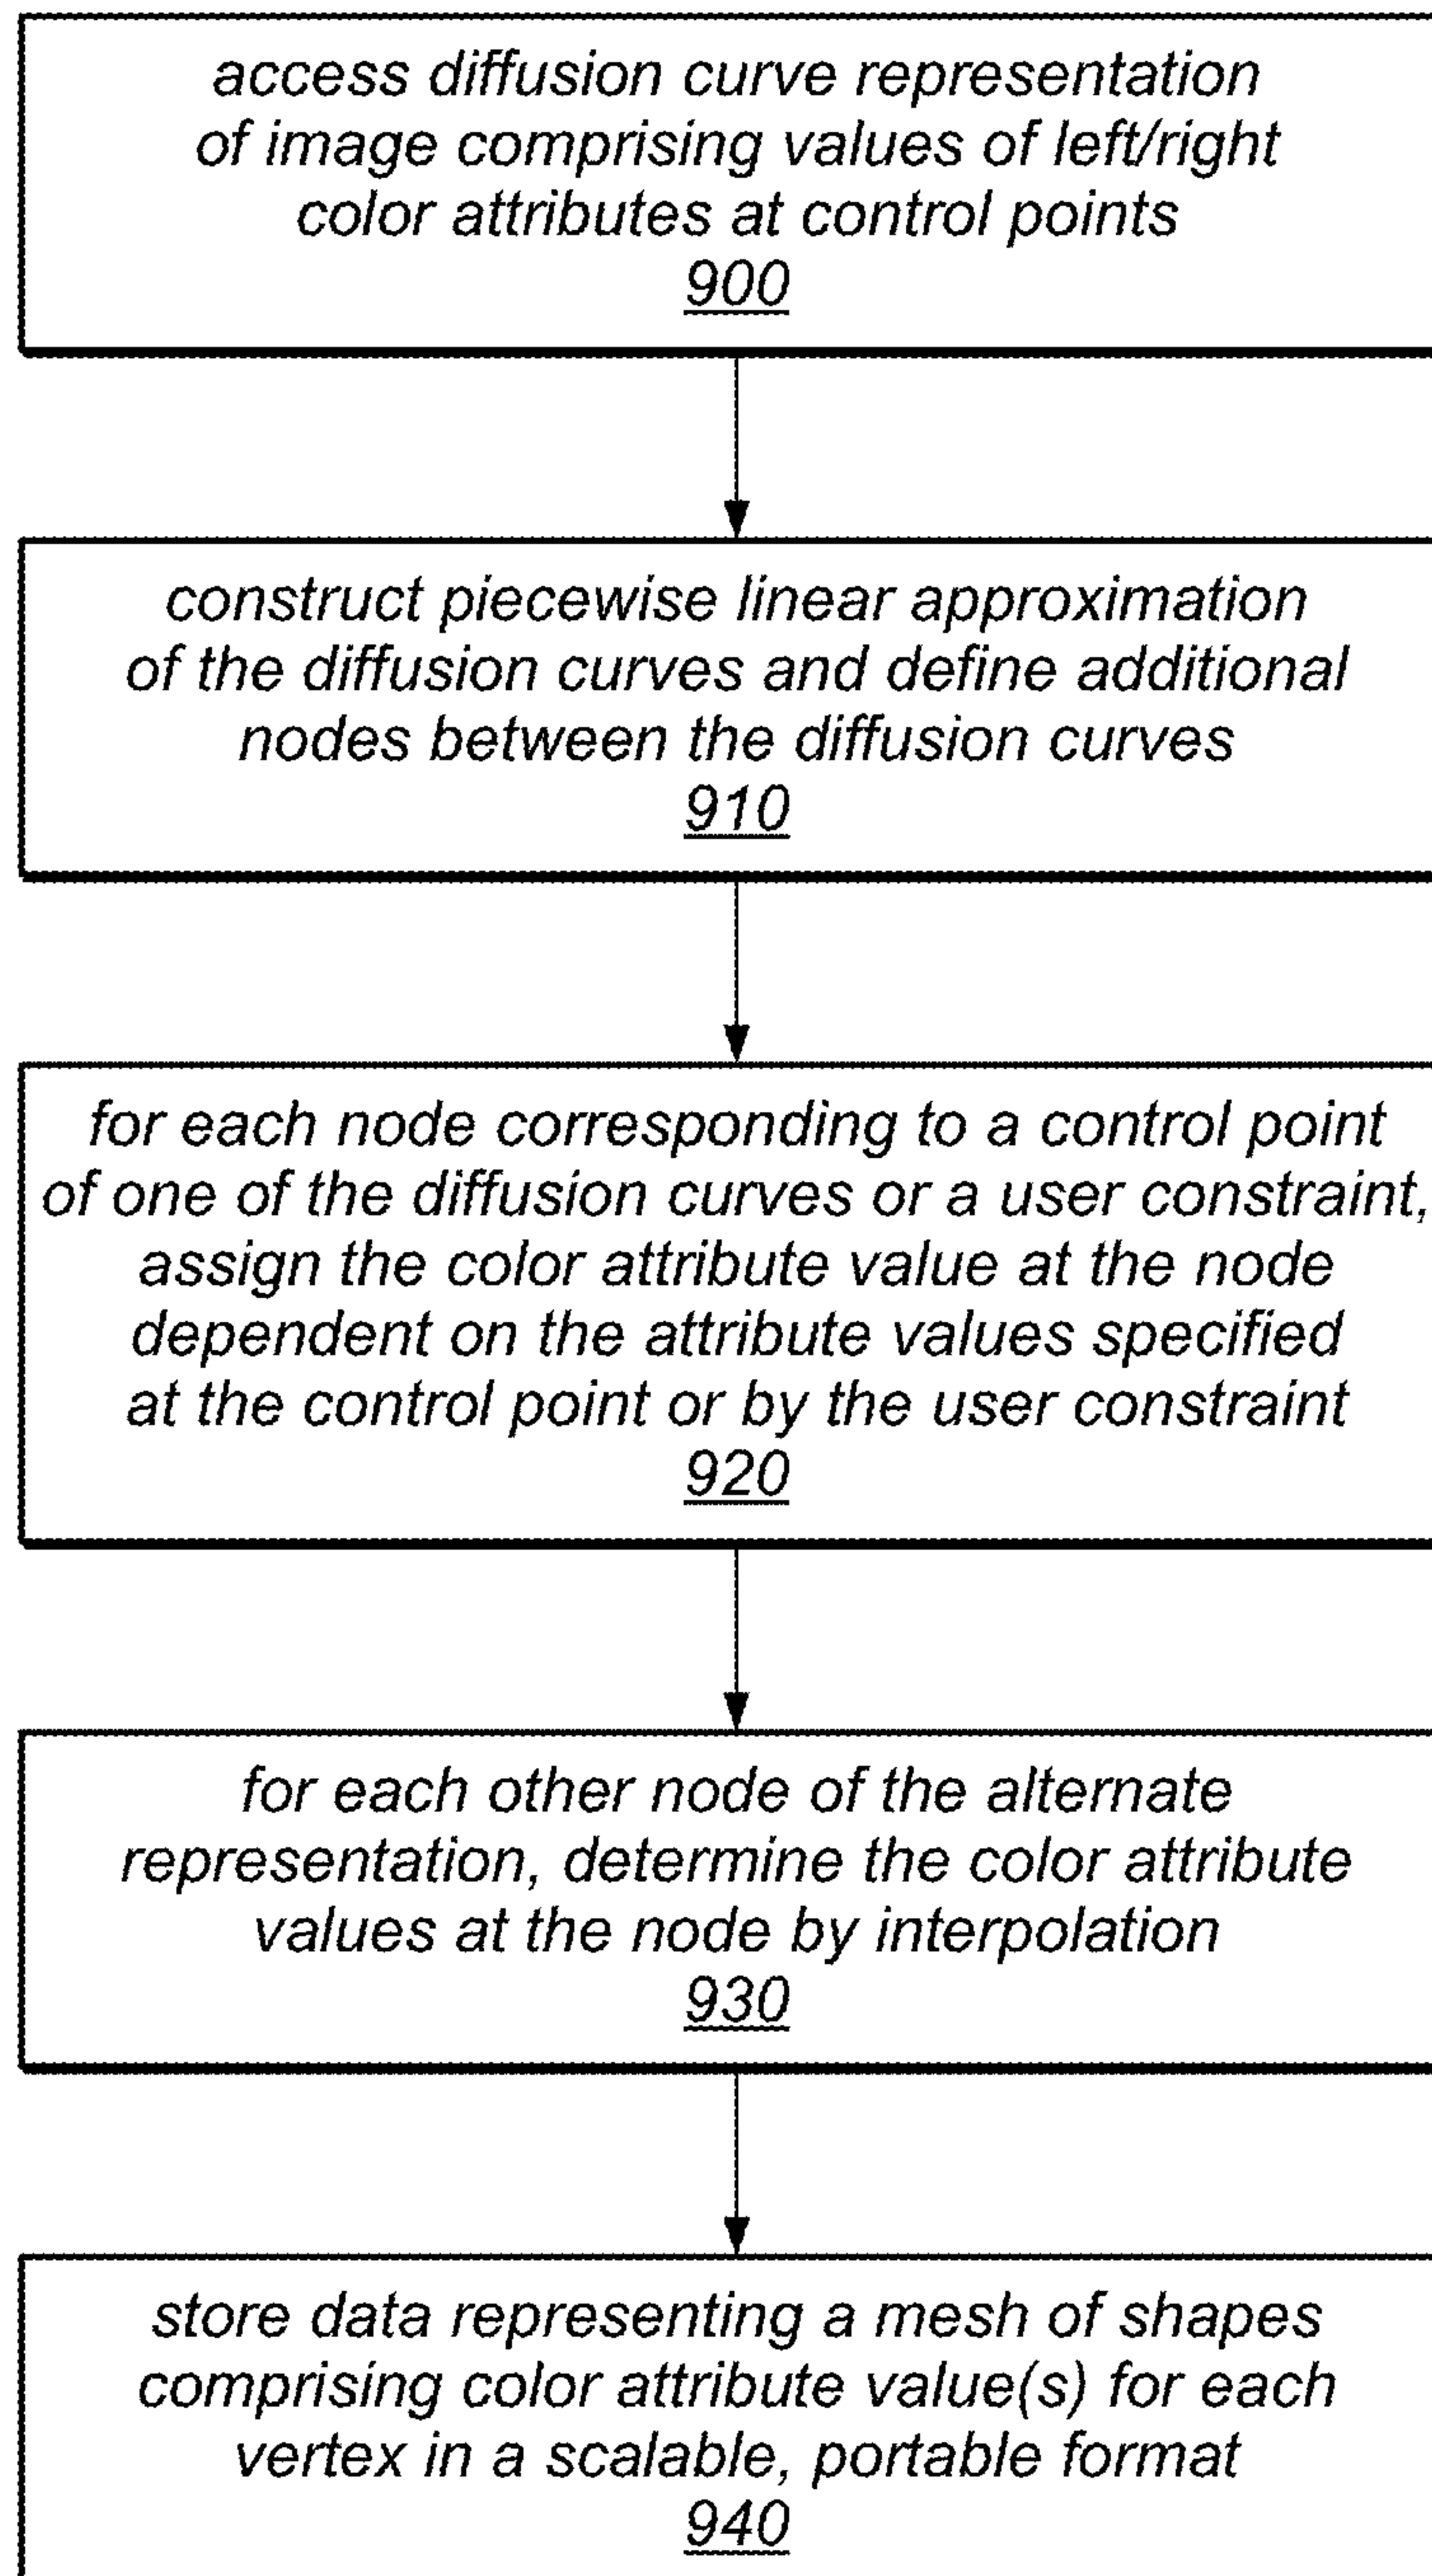 access diffusion curve representation
of image comprising values of left/right
color attributes at control points
900
construct piecewise linear approximation
of the diffusion curves and define additional
nodes between the diffusion curves
910
for each node corresponding to a control point
of one of the diffusion curves or a user constraint,
assign the color attribute value at the node
dependent on the attribute values specified
at the control point or by the user constraint
920
for each other node of the alternate
representation, determine the color attribute
values at the node by interpolation
930
store data representing a mesh of shapes
comprising color attribute value(s) for each
vertex in a scalable, portable format
940